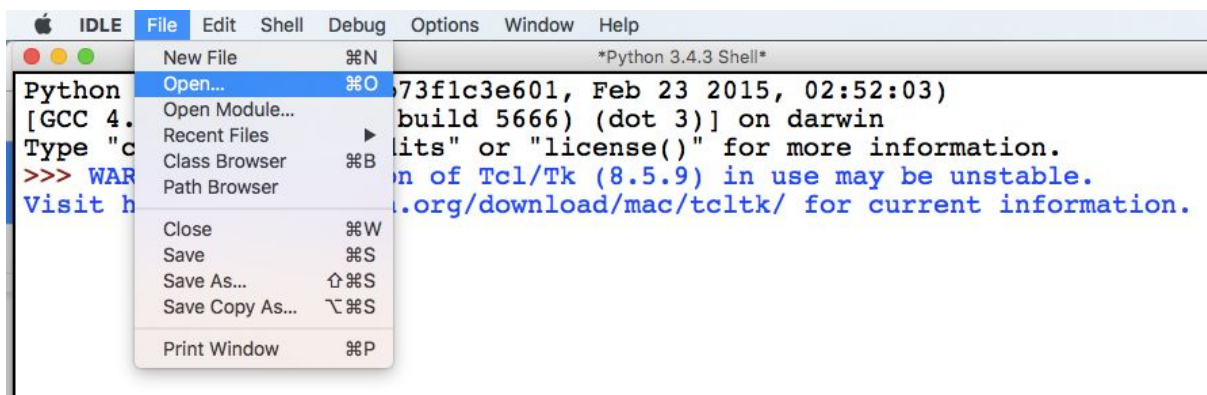 IDLE File Edit Shell Debug Options Window Help
*Python 3.4.3 Shell*
New File ⌘N
Open... ⌘O
Open Module...
Recent Files ▶
Class Browser ⌘B
Path Browser
Close ⌘W
Save ⌘S
Save As... ⇧⌘S
Save Copy As... ⌥⌘S
Print Window ⌘P
Python 73f1c3e601, Feb 23 2015, 02:52:03)
[GCC 4. build 5666) (dot 3)] on darwin
Type "c its" or "license()" for more information.
>>> WAR n of Tcl/Tk (8.5.9) in use may be unstable.
Visit h .org/download/mac/tcltk/ for current information.